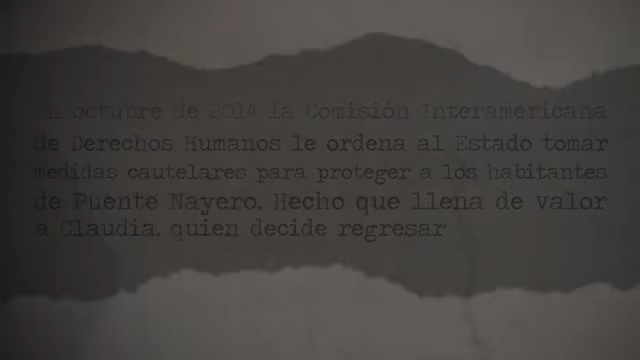 octubre de 2014 la Comisión Interamericana
de Derechos Humanos le ordena al Estado tomar
medidas cautelares para proteger a los habitantes
de Puente Nayero. Hecho que llena de valor
a Claudia, quien decide regresar